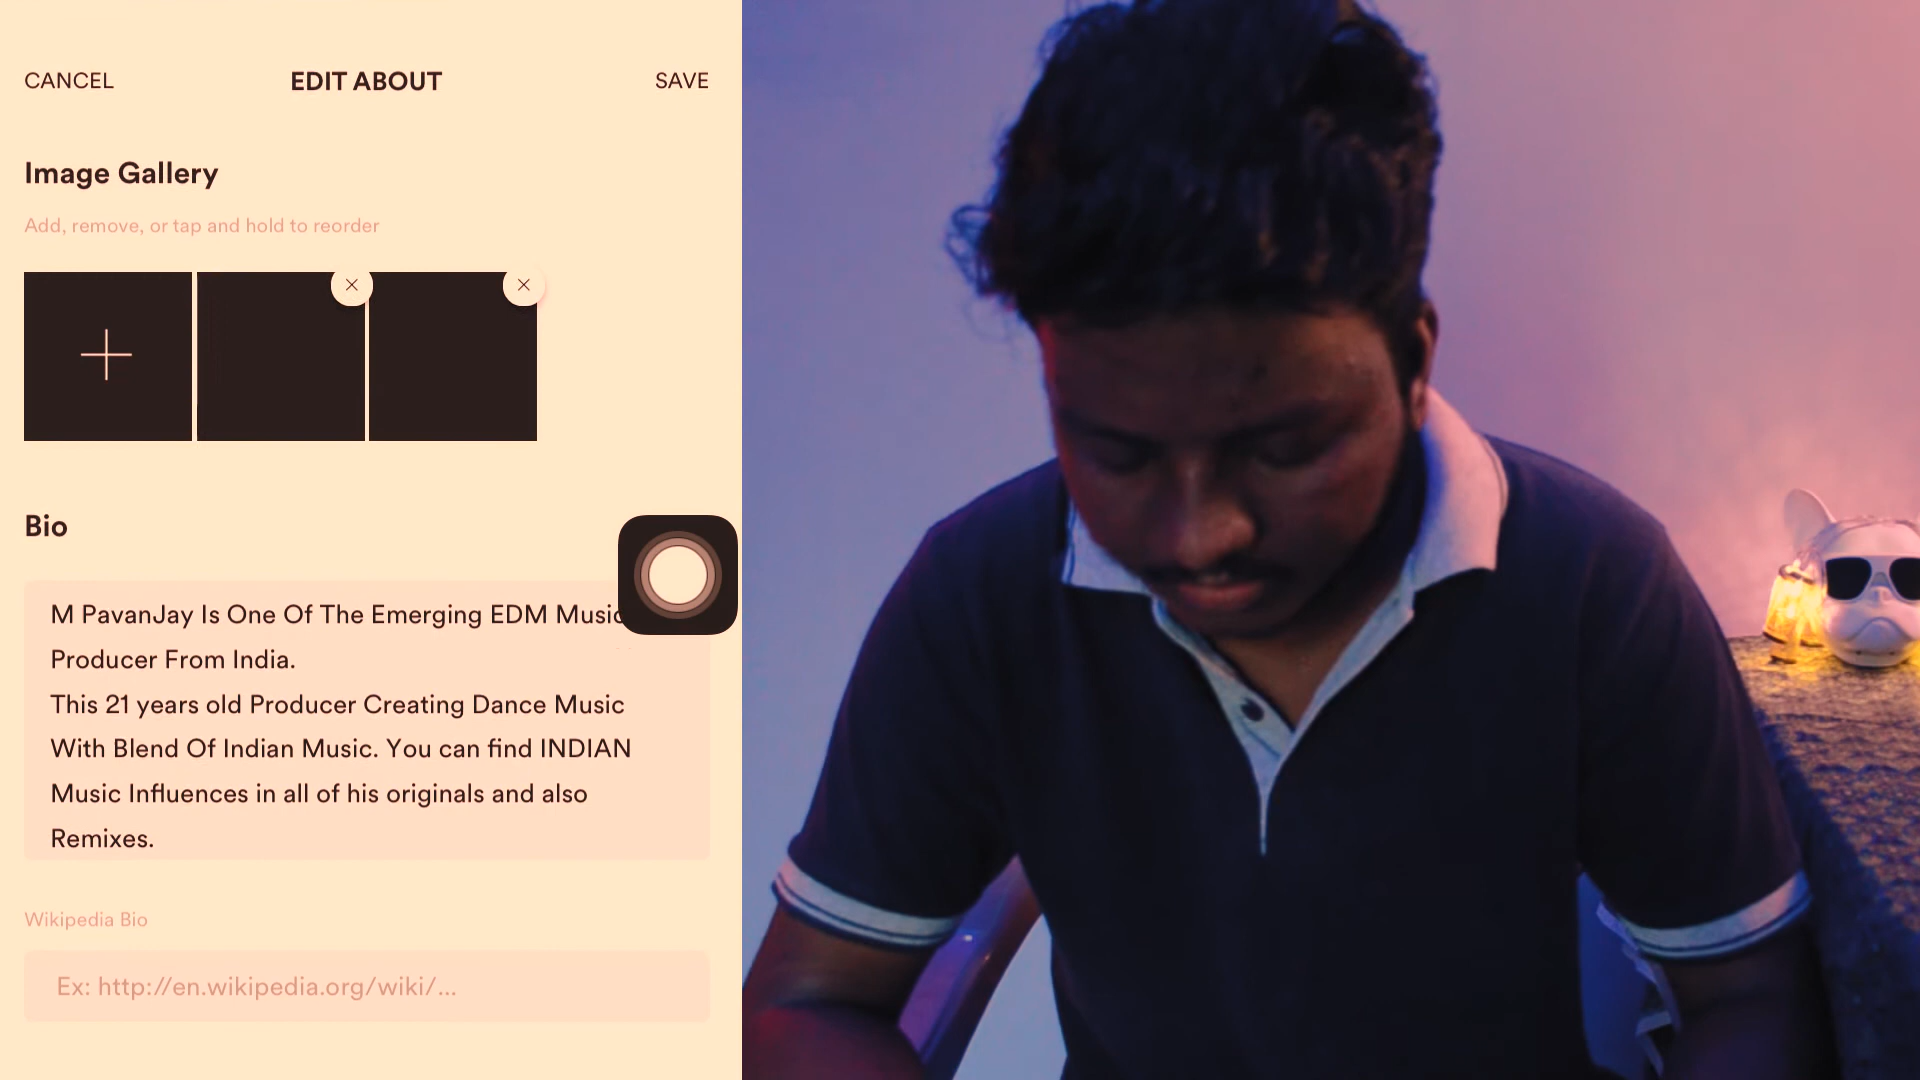 CANCEL EDIT ABOUT SAVE
Image Gallery
Add, remove, or tap and hold to reorder
Bio
M PavanJay Is One Of The Emerging EDM Music
Producer From India.
This 21 years old Producer Creating Dance Music
With Blend Of Indian Music. You can find INDIAN
Music Influences in all of his originals and also
Remixes.
Wikipedia Bio
Ex: http://en.wikipedia.org/wiki/...